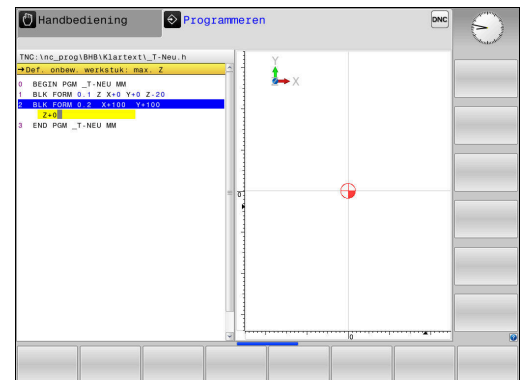 Handbediening
Programmeren
DNC
TNC:\nc_prog\BHB\Klartext\_T-Neu.h
→Def. onbew. werkstuk: max. Z
0 BEGIN PGM _T-NEU MM
1 BLK FORM 0.1 Z X+0 Y+0 Z-20
2 BLK FORM 0.2 X+100 Y+100
Z+0
3 END PGM _T-NEU MM
Y
X
0
0